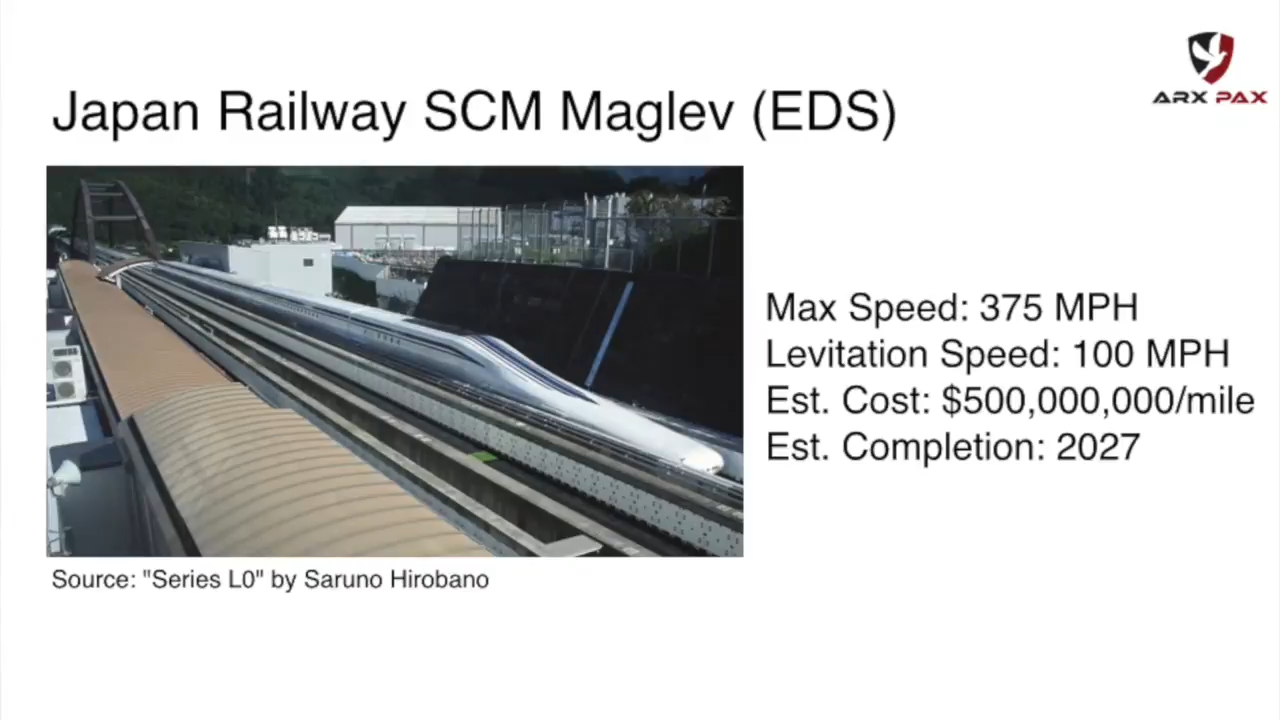 ARX PAX
Japan Railway SCM Maglev (EDS)
Max Speed: 375 MPH
Levitation Speed: 100 MPH
Est. Cost: $500,000,000/mile
Est. Completion: 2027
Source: "Series L0" by Saruno Hirobano